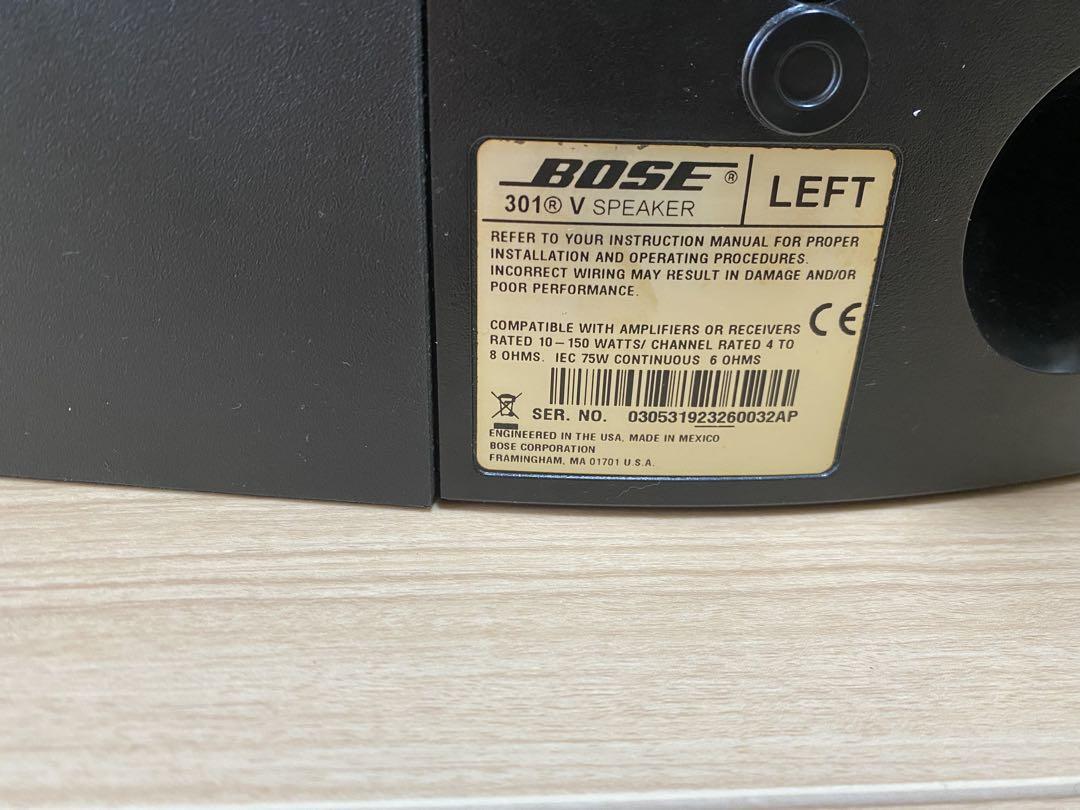 BOSE®
301® V SPEAKER
LEFT
REFER TO YOUR INSTRUCTION MANUAL FOR PROPER
INSTALLATION AND OPERATING PROCEDURES.
INCORRECT WIRING MAY RESULT IN DAMAGE AND/OR
POOR PERFORMANCE.
COMPATIBLE WITH AMPLIFIERS OR RECEIVERS
RATED 10-150 WATTS/ CHANNEL RATED 4 TO
8 OHMS. IEC 75W CONTINUOUS 6 OHMS
CE
SER. NO. 030531923260032AP
ENGINEERED IN THE USA, MADE IN MEXICO
BOSE CORPORATION
FRAMINGHAM, MA 01701 U.S.A.